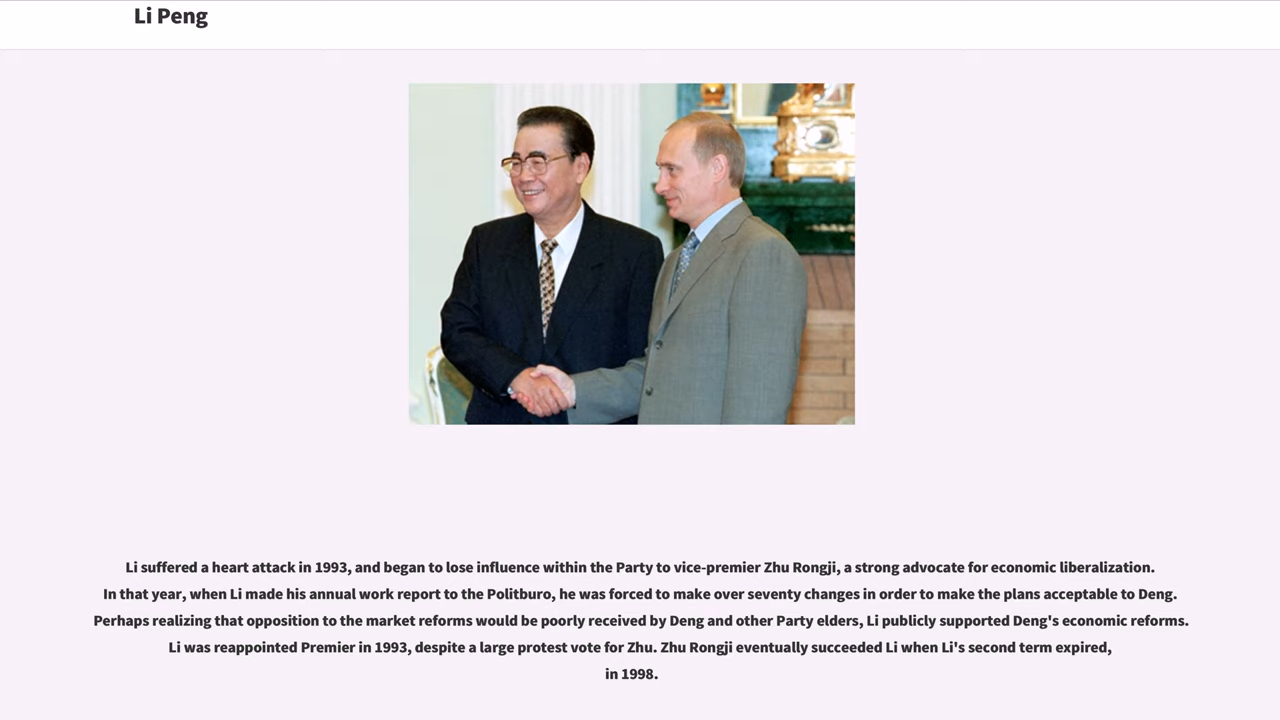 Li Peng
Li suffered a heart attack in 1993, and began to lose influence within the Party to vice-premier Zhu Rongji, a strong advocate for economic liberalization.
In that year, when Li made his annual work report to the Politburo, he was forced to make over seventy changes in order to make the plans acceptable to Deng.
Perhaps realizing that opposition to the market reforms would be poorly received by Deng and other Party elders, Li publicly supported Deng's economic reforms.
Li was reappointed Premier in 1993, despite a large protest vote for Zhu. Zhu Rongji eventually succeeded Li when Li's second term expired,
in 1998.